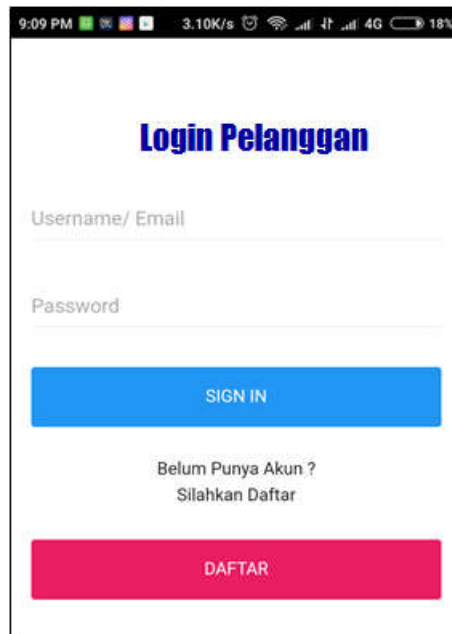 9:09 PM 3.10K/s 4G 18%
Login Pelanggan
Username/ Email
Password
SIGN IN
Belum Punya Akun ?
Silahkan Daftar
DAFTAR